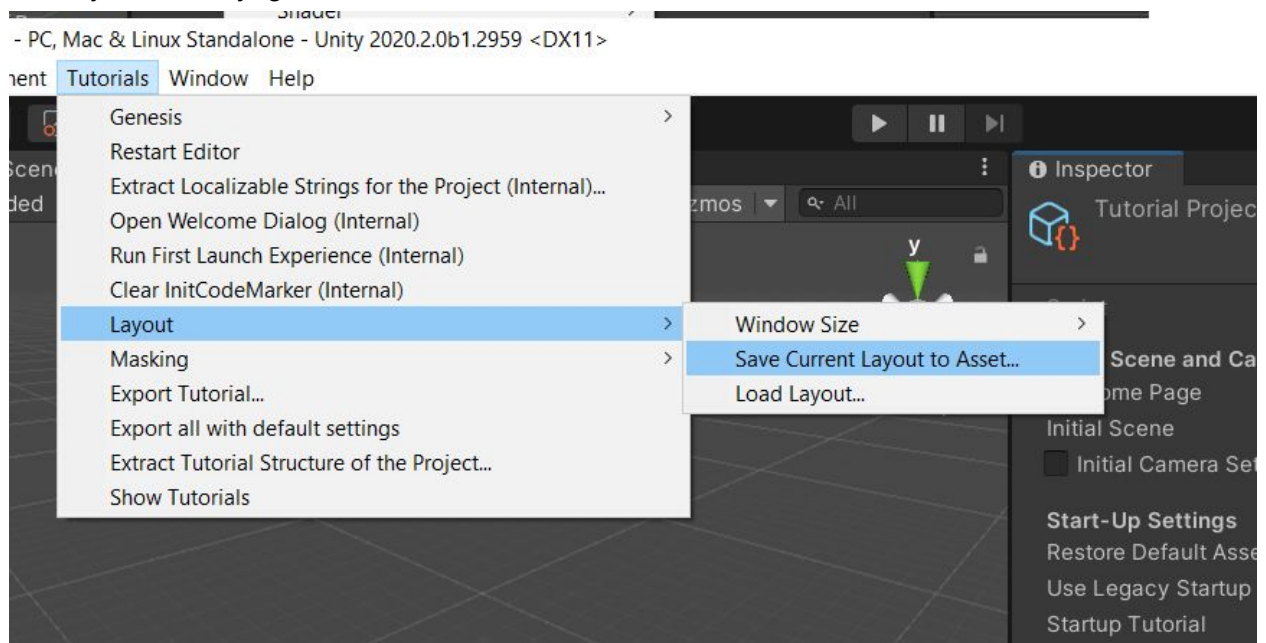 Shader
- PC, Mac & Linux Standalone - Unity 2020.2.0b1.2959 <DX11>
nent Tutorials Window Help
Genesis
Restart Editor
Extract Localizable Strings for the Project (Internal)...
Open Welcome Dialog (Internal)
Run First Launch Experience (Internal)
Clear InitCodeMarker (Internal)
Layout
Masking
Export Tutorial...
Export all with default settings
Extract Tutorial Structure of the Project...
Show Tutorials
Window Size
Save Current Layout to Asset...
Load Layout...
Scen
ded
zmos
All
y
Inspector
Tutorial Projec
Scene and Ca
ome Page
Initial Scene
Initial Camera Set
Start-Up Settings
Restore Default Asse
Use Legacy Startup
Startup Tutorial